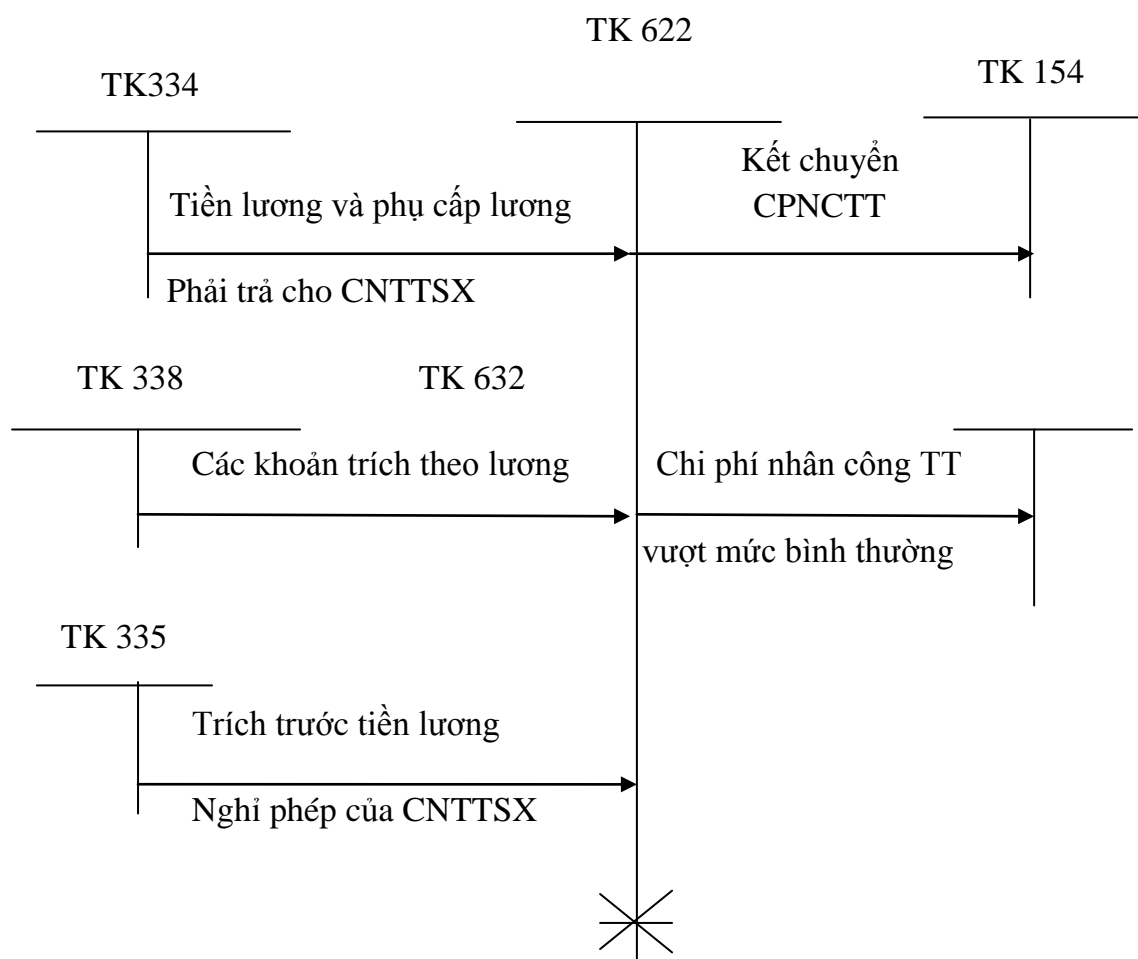 TK 622
TK334
TK 154
Kết chuyển
CPNCTT
Tiền lương và phụ cấp lương
Phải trả cho CNTTSX
TK 338
TK 632
Các khoản trích theo lương
Chi phí nhân công TT
vượt mức bình thường
TK 335
Trích trước tiền lương
Nghỉ phép của CNTTSX